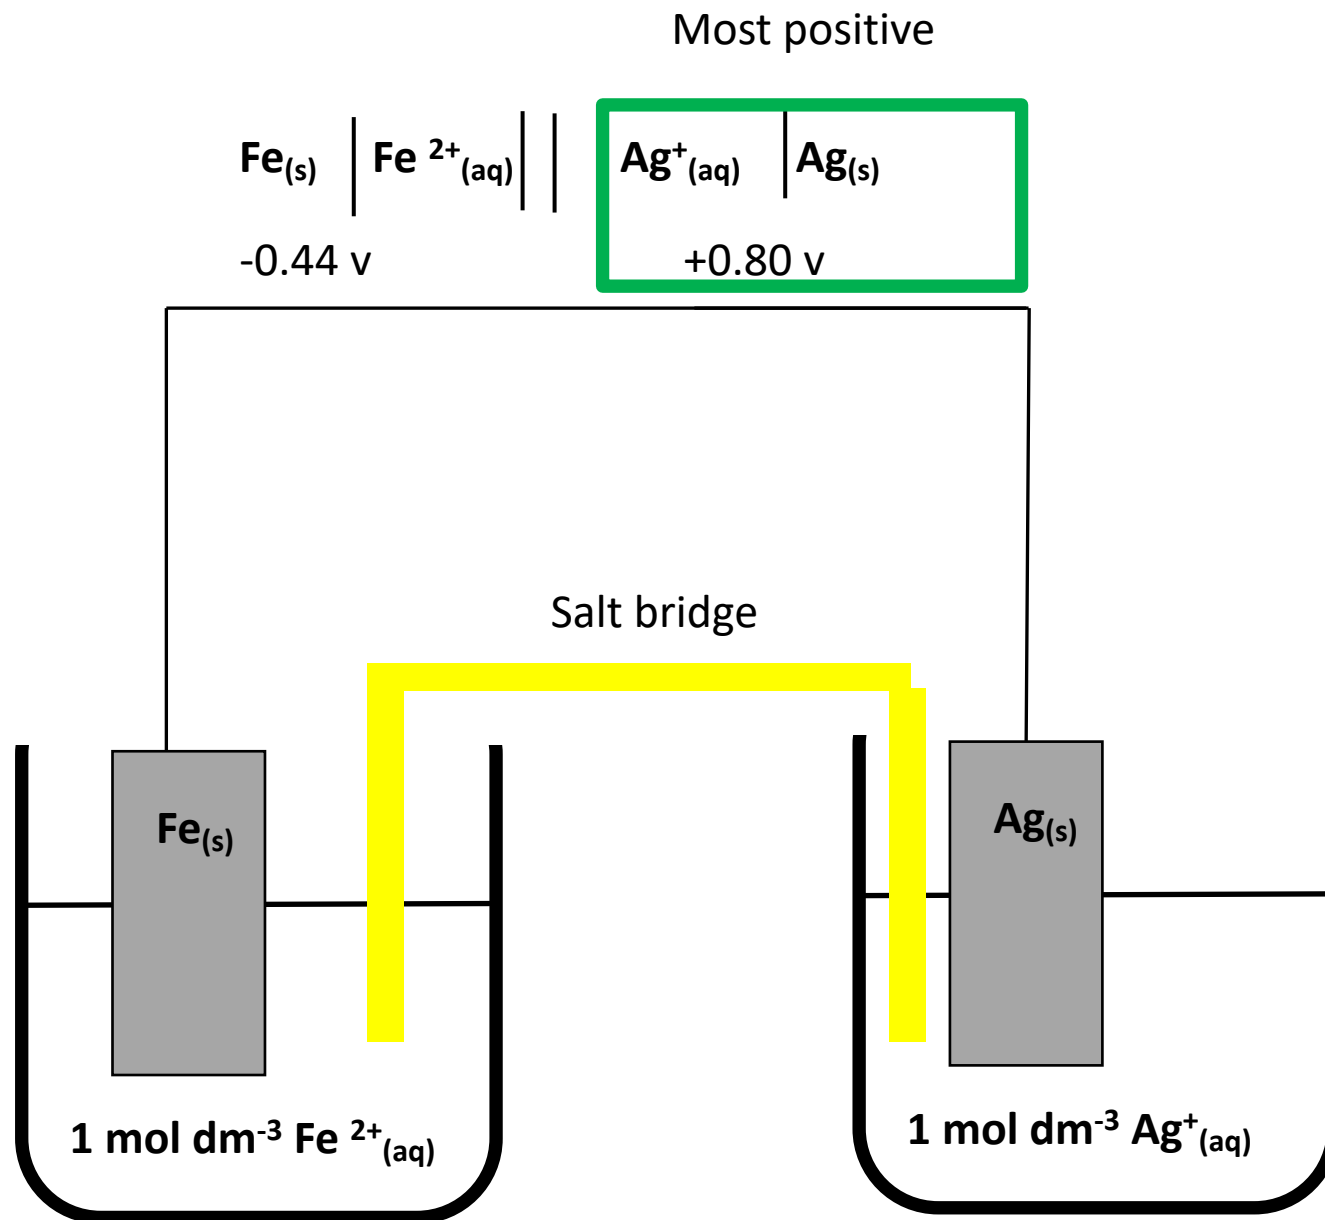 Most positive
Fe(s) | Fe ²⁺(aq) | | Ag⁺(aq) | Ag(s)
-0.44 v +0.80 v
Salt bridge
Fe(s) Ag(s)
1 mol dm⁻³ Fe ²⁺(aq) 1 mol dm⁻³ Ag⁺(aq)